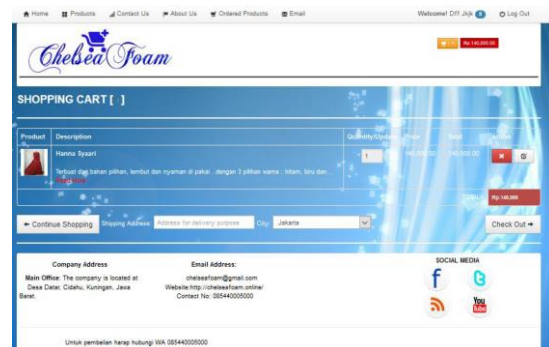 Home Products Contact Us About Us Ordered Products Email Welcome! Dff Jkjk Log Out
Chelsea Foam
Rp.140,000.00
SHOPPING CART [ ]
Product Description Quantity/Update Price Total
Hanna Syaari 1 140,000.00 140,000.00
Terbuat dari bahan pilihan, lembut dan nyaman di pakai , dengan 3 pilihan warna : hitam, biru dan...
Read More
TOTAL Rp.140,000
Continue Shopping Shipping Address: Address for delivery purpose City: Jakarta Check Out
Company Address Email Address: SOCIAL MEDIA
Main Office: The company is located at chelseafoam@gmail.com
Desa Datar, Cidahu, Kuningan, Jawa Website:http://chelseafoam.online/
Barat. Contact No: 085440005000
You Tube
Untuk pembelian harap hubungi WA 085440005000